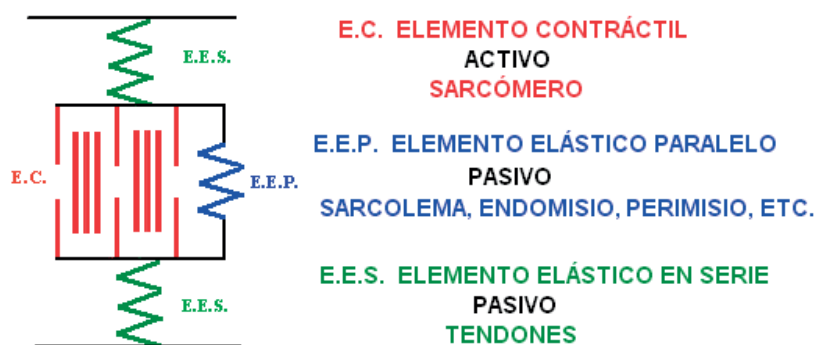 E.E.S.
E.C. ELEMENTO CONTRÁCTIL
ACTIVO
SARCÓMERO
E.C.
E.E.P.
E.E.P. ELEMENTO ELÁSTICO PARALELO
PASIVO
SARCOLEMA, ENDOMISIO, PERIMISIO, ETC.
E.E.S.
E.E.S. ELEMENTO ELÁSTICO EN SERIE
PASIVO
TENDONES